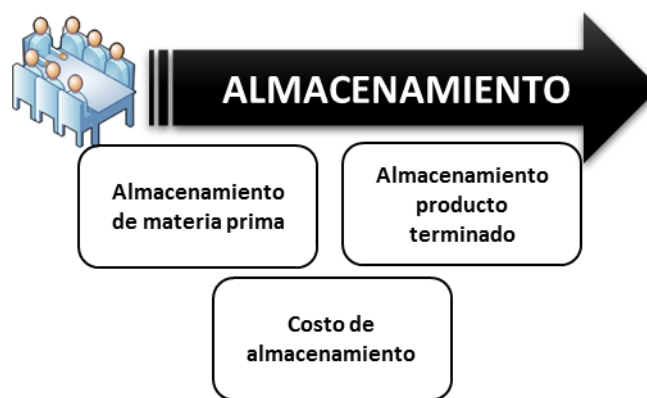 ALMACENAMIENTO
Almacenamiento
de materia prima
Almacenamiento
producto
terminado
Costo de
almacenamiento